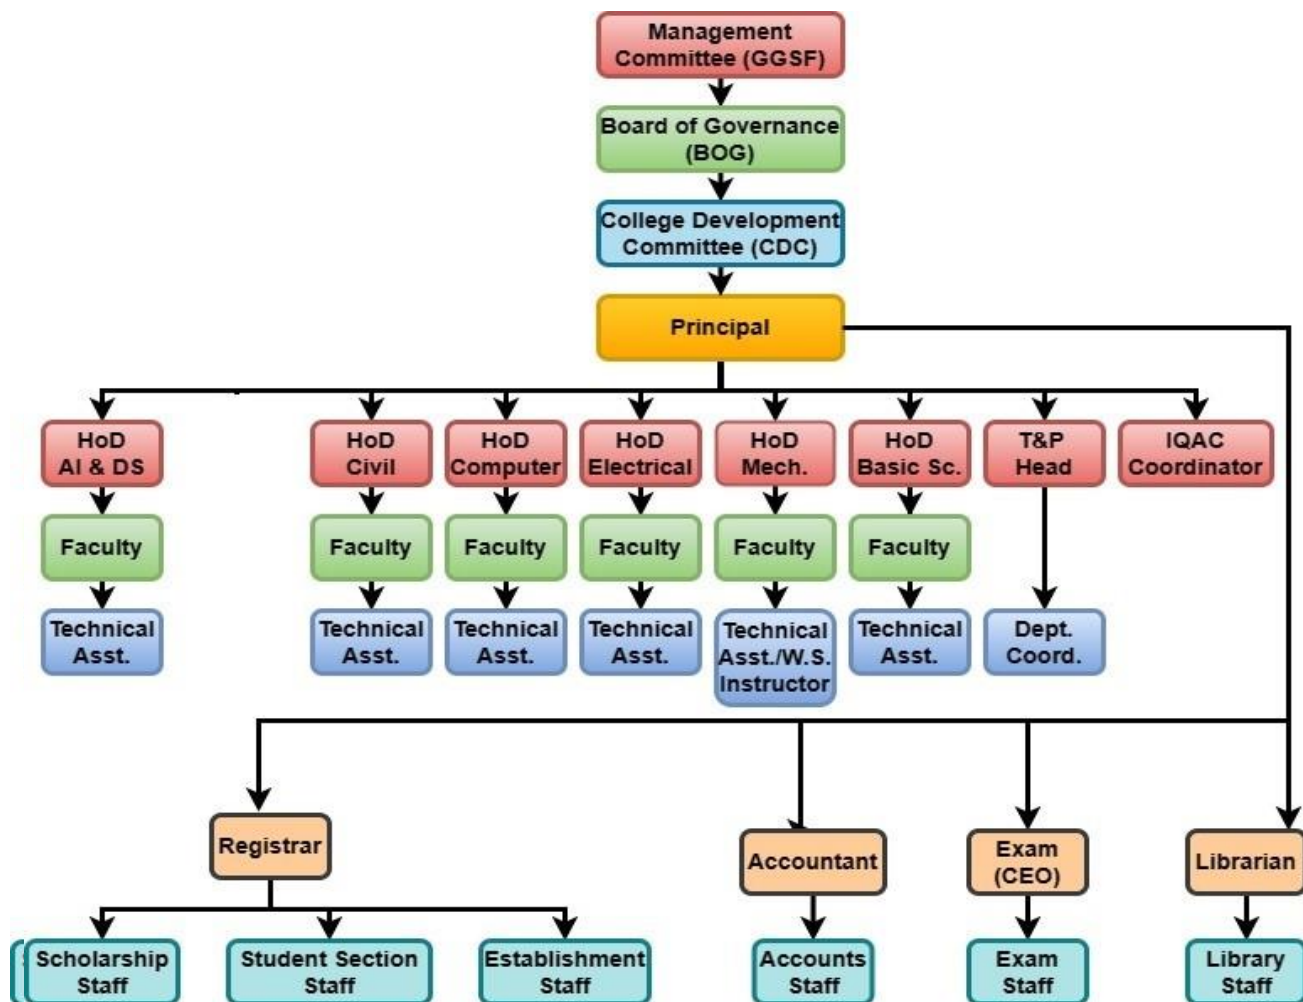 Management
Committee (GGSF)
Board of Governance
(BOG)
College Development
Committee (CDC)
Principal
HoD
AI & DS
HoD
Civil
HoD
Computer
HoD
Electrical
HoD
Mech.
HoD
Basic Sc.
T&P
Head
IQAC
Coordinator
Faculty
Faculty
Faculty
Faculty
Faculty
Faculty
Technical
Asst.
Technical
Asst.
Technical
Asst.
Technical
Asst.
Technical
Asst./W.S.
Instructor
Technical
Asst.
Dept.
Coord.
Registrar
Accountant
Exam
(CEO)
Librarian
Scholarship
Staff
Student Section
Staff
Establishment
Staff
Accounts
Staff
Exam
Staff
Library
Staff